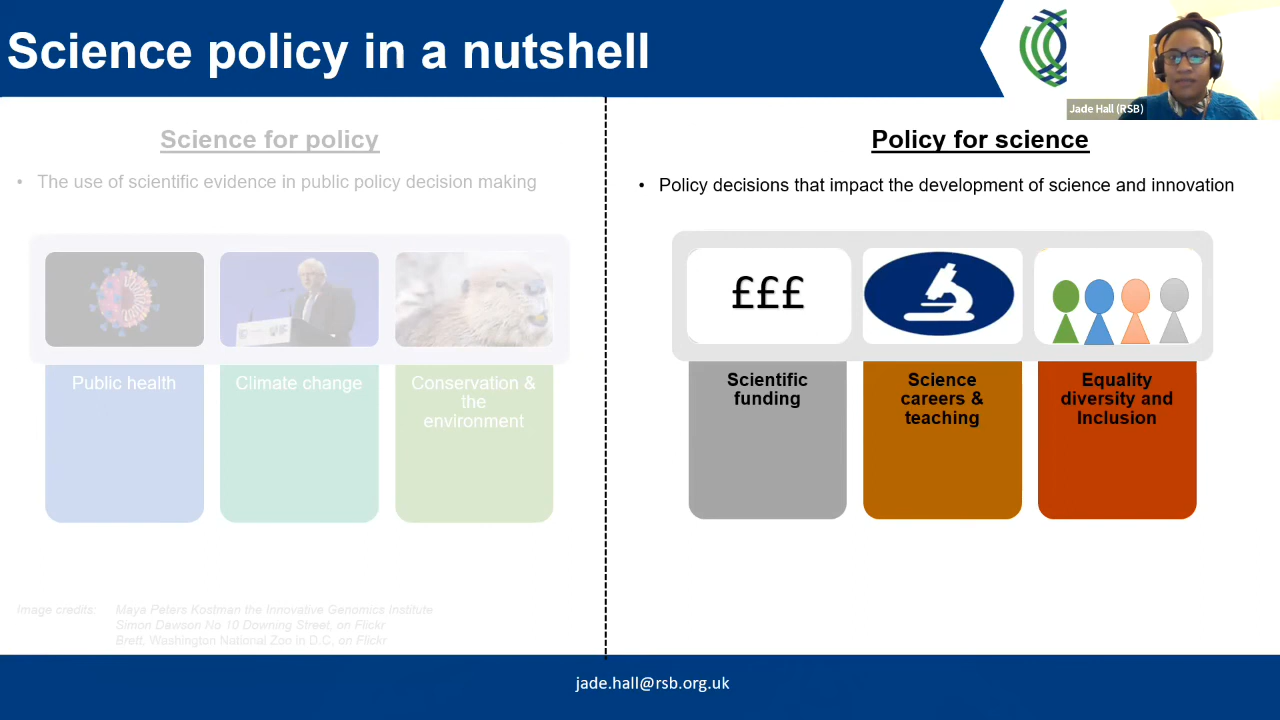 Science policy in a nutshell
Jade Hall (RSB)
Science for policy
• The use of scientific evidence in public policy decision making
Public health
Climate change
Conservation &
the
environment
Image credits: Maya Peters Kostman the Innovative Genomics Institute
Simon Dawson No 10 Downing Street, on Flickr
Brett, Washington National Zoo in D.C. on Flickr
Policy for science
• Policy decisions that impact the development of science and innovation
£££
Scientific
funding
Science
careers &
teaching
Equality
diversity and
Inclusion
jade.hall@rsb.org.uk